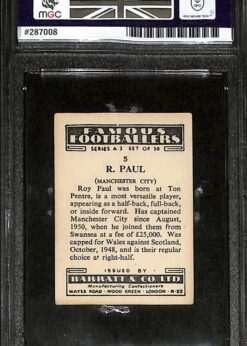 MGC
#287008
FAMOUS
FOOTBALLERS
SERIES A 3 SET OF 50
5
R. PAUL
(MANCHESTER CITY)
Roy Paul was born at Ton
Pentre, is a most versatile player,
appearing as a half-back, full-back,
or inside forward. Has captained
Manchester City since August,
1950, when he joined them from
Swansea at a fee of £25,000. Was
capped for Wales against Scotland,
October, 1948, and is their regular
choice at right-half.
ISSUED BY
BARRATT & CO. LTD
Manufacturing Confectioners
MAYES ROAD · WOOD GREEN · LONDON · N·22